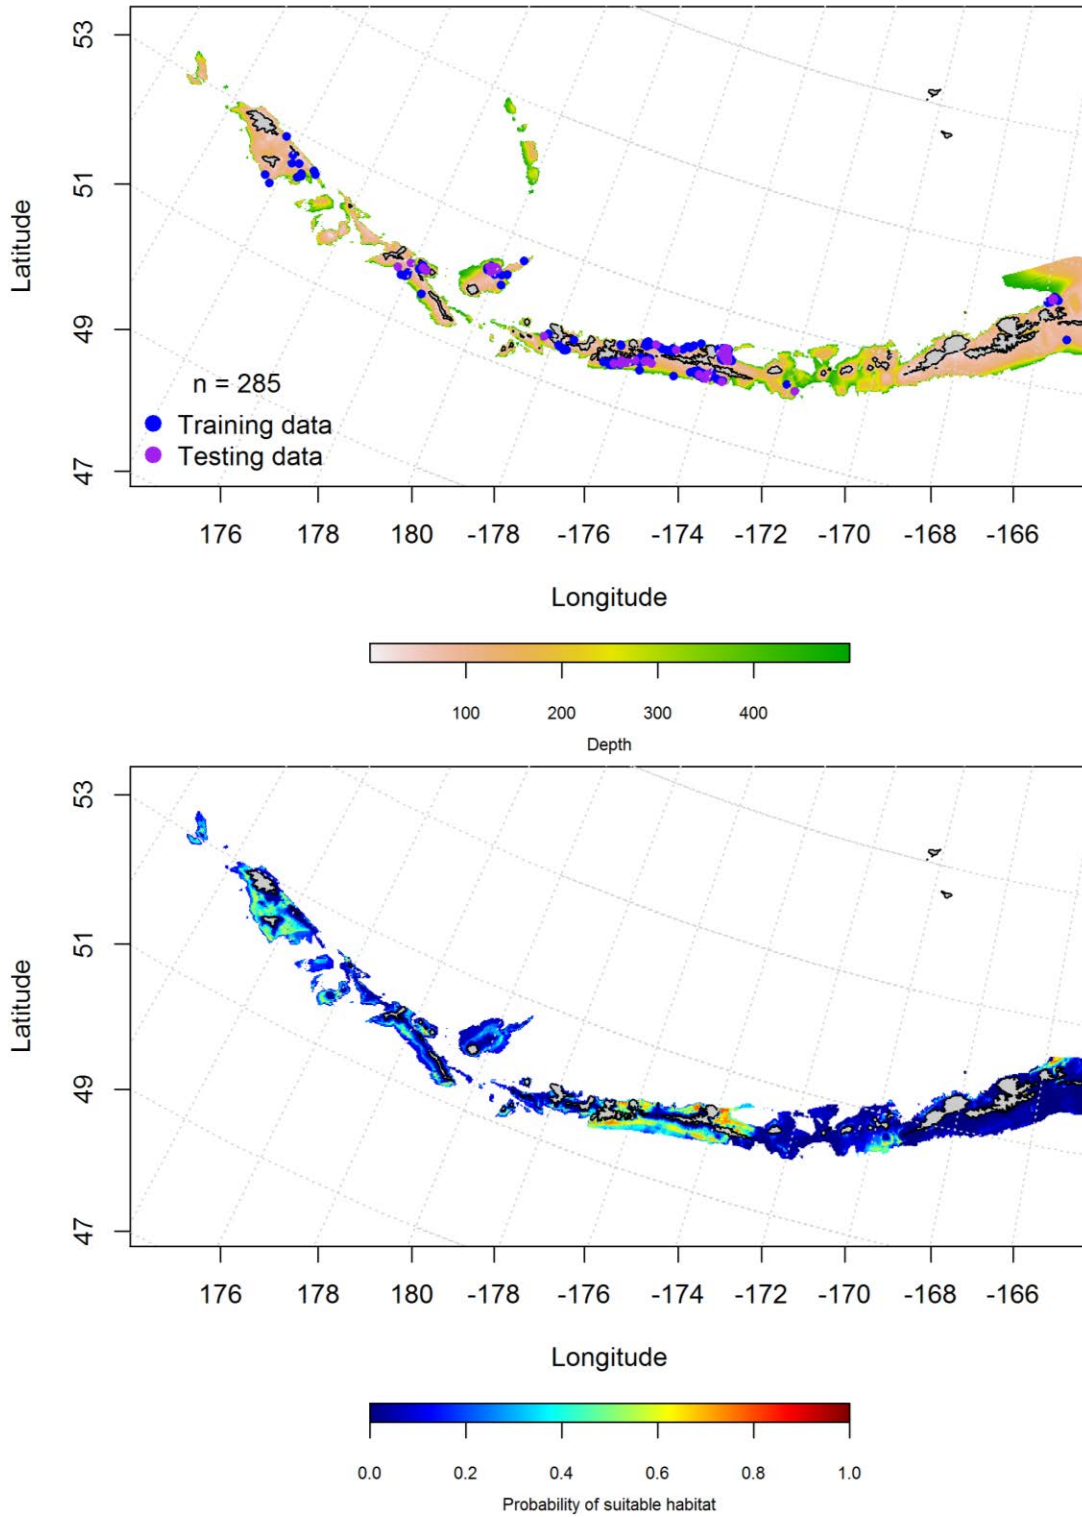 53
51
49
47
Latitude
n = 285
Training data
Testing data
176 178 180 -178 -176 -174 -172 -170 -168 -166
Longitude
100 200 300 400
Depth
53
51
49
47
Latitude
176 178 180 -178 -176 -174 -172 -170 -168 -166
Longitude
0.0 0.2 0.4 0.6 0.8 1.0
Probability of suitable habitat